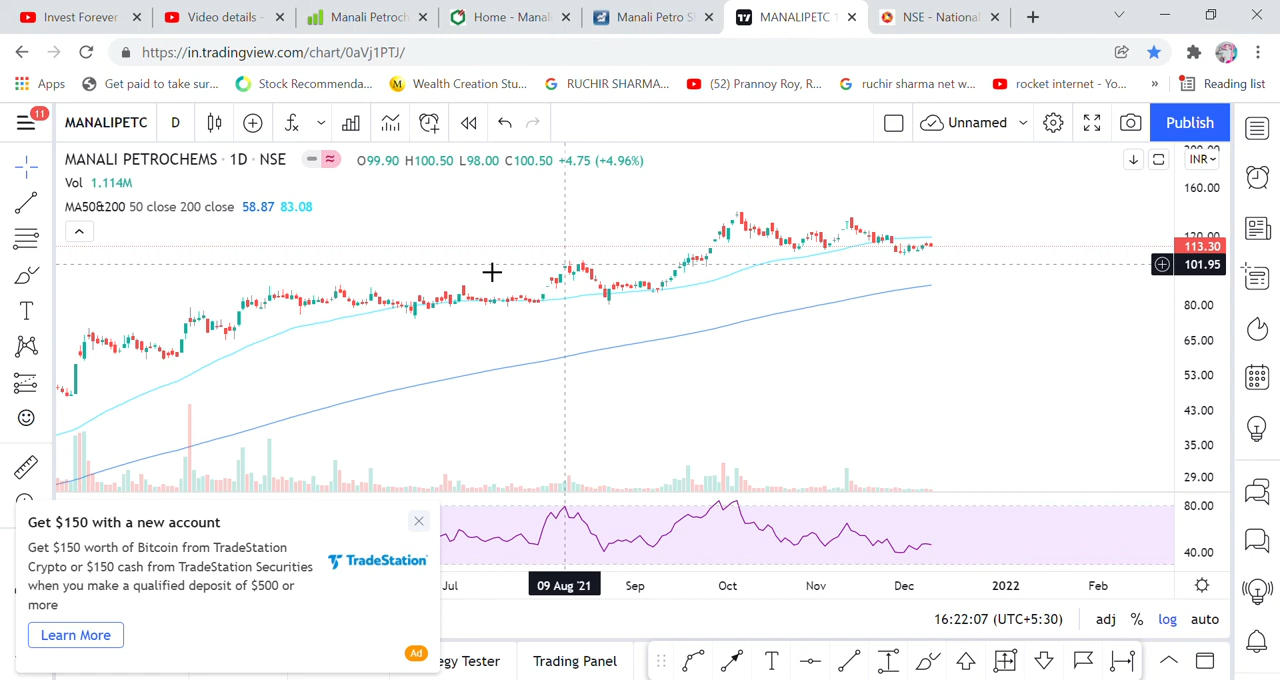 Invest Forever
Video details -
Manali Petroch
Home - Manal
Manali Petro S
MANALIPETC 1
NSE - National
https://in.tradingview.com/chart/0aVj1PTJ/
Apps
Get paid to take sur...
Stock Recommenda...
Wealth Creation Stu...
RUCHIR SHARMA...
(52) Prannoy Roy, R...
ruchir sharma net w...
rocket internet - Yo...
»
Reading list
11
MANALIPETC
D
Unnamed
Publish
MANALI PETROCHEMS · 1D · NSE
O99.90 H100.50 L98.00 C100.50 +4.75 (+4.96%)
INR
Vol 1.114M
160.00
MA50&200 50 close 200 close 58.87 83.08
120.00
113.30
101.95
80.00
65.00
53.00
43.00
35.00
29.00
80.00
40.00
Get $150 with a new account
Get $150 worth of Bitcoin from TradeStation
Crypto or $150 cash from TradeStation Securities
when you make a qualified deposit of $500 or
more
TradeStation
Learn More
Ad
Jul
09 Aug '21
Sep
Oct
Nov
Dec
2022
Feb
16:22:07 (UTC+5:30)
adj
%
log
auto
egy Tester
Trading Panel